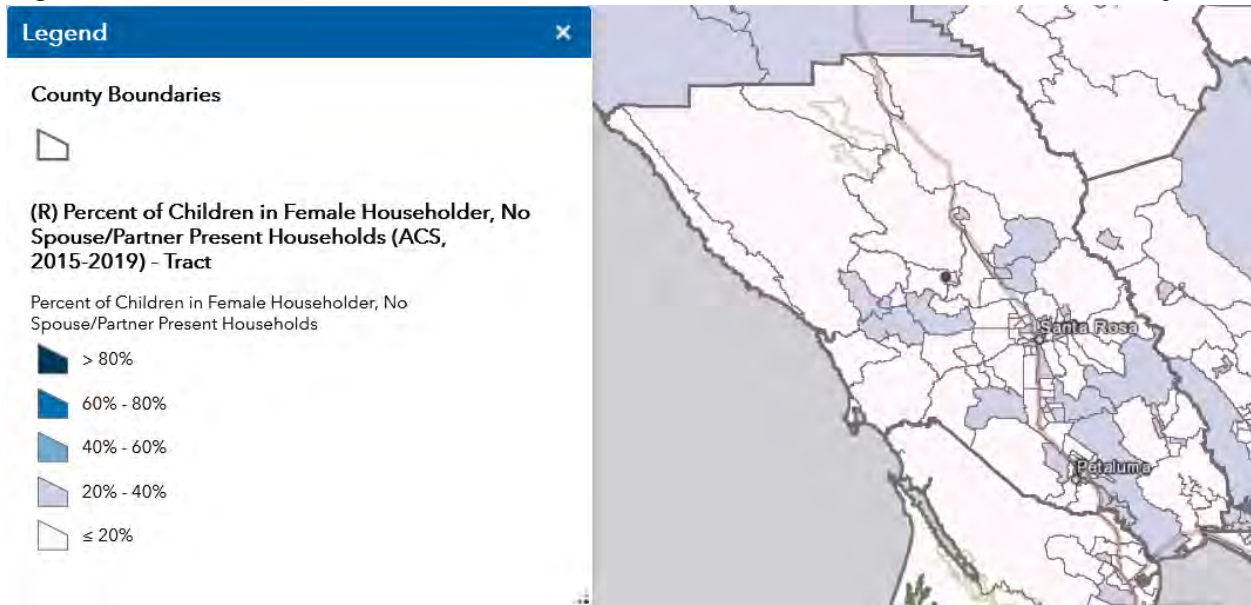 Legend
×
County Boundaries
(R) Percent of Children in Female Householder, No
Spouse/Partner Present Households (ACS,
2015-2019) - Tract
Percent of Children in Female Householder, No
Spouse/Partner Present Households
> 80%
60% - 80%
40% - 60%
20% - 40%
≤ 20%
Santa Rosa
Petaluma